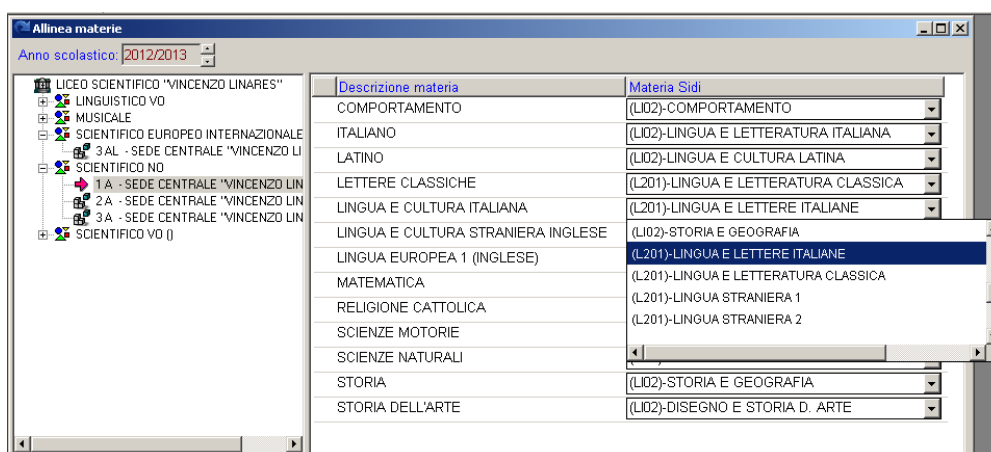 Allinea materie
Anno scolastico: 2012/2013
LICEO SCIENTIFICO "VINCENZO LINARES"
LINGUISTICO VO
MUSICALE
SCIENTIFICO EUROPEO INTERNAZIONALE
3 AL - SEDE CENTRALE "VINCENZO LI
SCIENTIFICO NO
1 A - SEDE CENTRALE "VINCENZO LIN
2 A - SEDE CENTRALE "VINCENZO LIN
3 A - SEDE CENTRALE "VINCENZO LIN
SCIENTIFICO VO ()
Descrizione materia Materia Sidi
COMPORTAMENTO (LI02)-COMPORTAMENTO
ITALIANO (LI02)-LINGUA E LETTERATURA ITALIANA
LATINO (LI02)-LINGUA E CULTURA LATINA
LETTERE CLASSICHE (L201)-LINGUA E LETTERATURA CLASSICA
LINGUA E CULTURA ITALIANA (L201)-LINGUA E LETTERE ITALIANE
LINGUA E CULTURA STRANIERA INGLESE
LINGUA EUROPEA 1 (INGLESE)
MATEMATICA
RELIGIONE CATTOLICA
SCIENZE MOTORIE
SCIENZE NATURALI
(LI02)-STORIA E GEOGRAFIA
(L201)-LINGUA E LETTERE ITALIANE
(L201)-LINGUA E LETTERATURA CLASSICA
(L201)-LINGUA STRANIERA 1
(L201)-LINGUA STRANIERA 2
STORIA (LI02)-STORIA E GEOGRAFIA
STORIA DELL'ARTE (LI02)-DISEGNO E STORIA D. ARTE